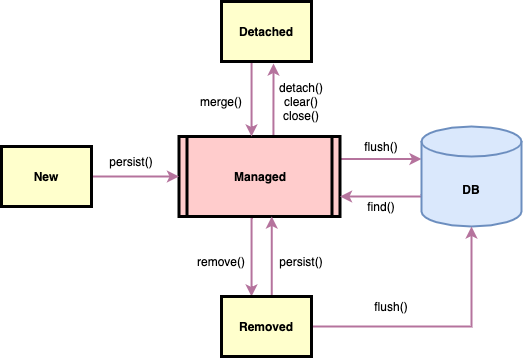 Detached
merge()
detach()
clear()
close()
New
persist()
Managed
flush()
find()
DB
remove()
persist()
Removed
flush()